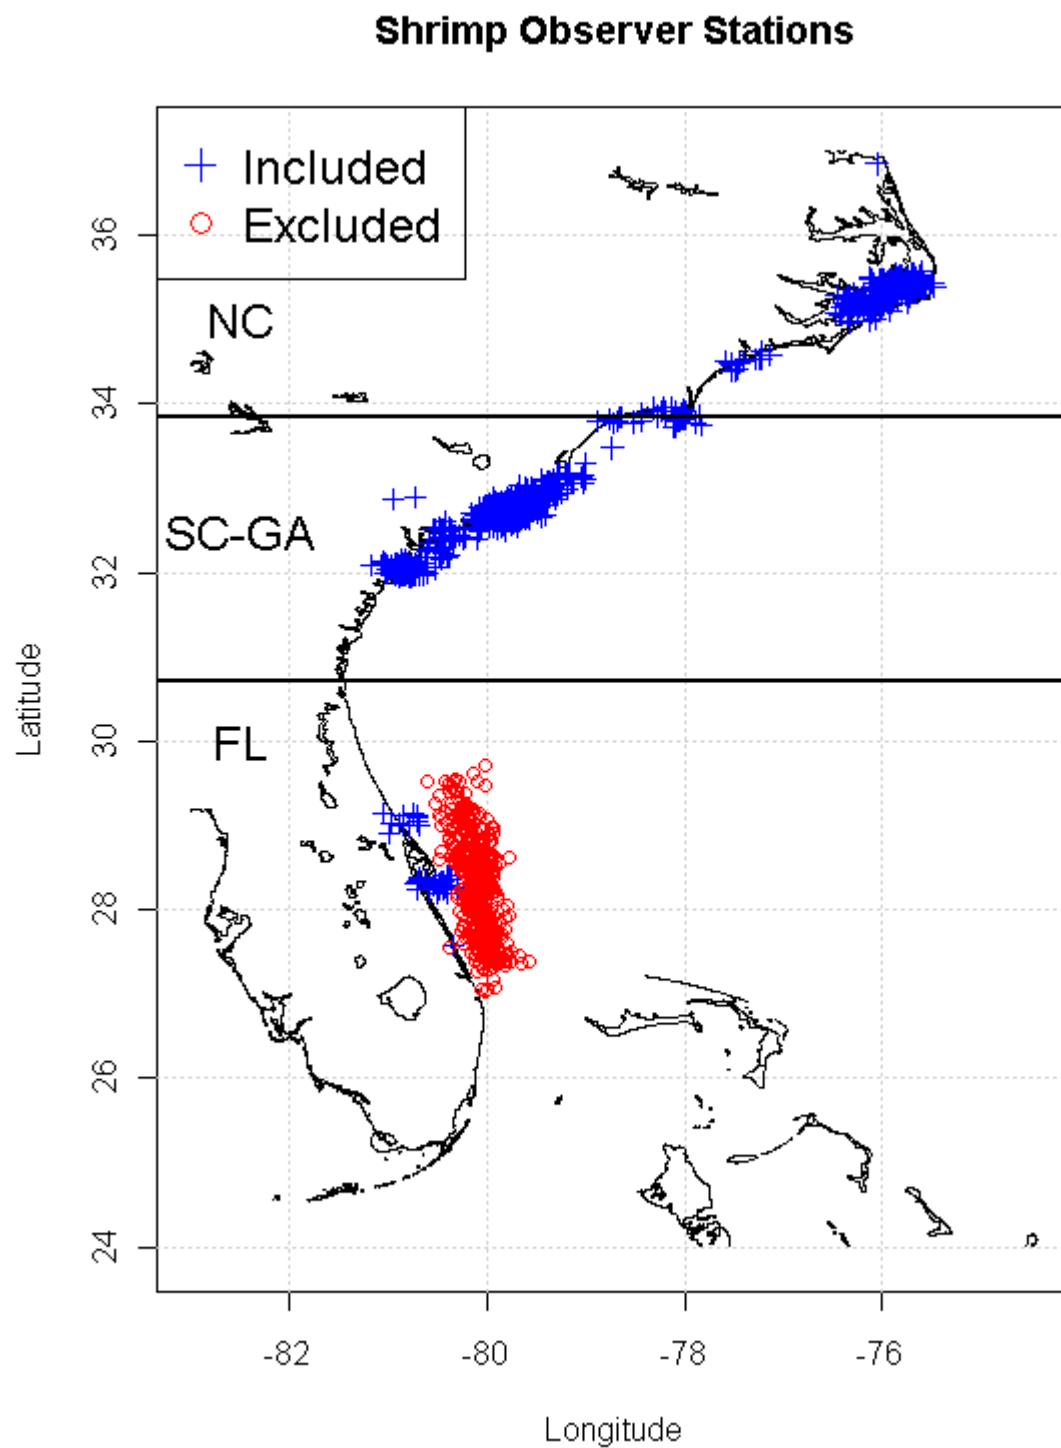 Shrimp Observer Stations
Included
Excluded
NC
SC-GA
FL
Latitude
36
34
32
30
28
26
24
-82
-80
-78
-76
Longitude